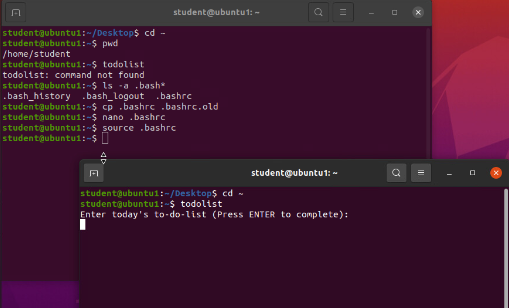 student@ubuntu1: ~
student@ubuntu1:~/Desktop$ cd ~
student@ubuntu1:~$ pwd
/home/student
student@ubuntu1:~$ todolist
todolist: command not found
student@ubuntu1:~$ ls -a .bash*
.bash_history  .bash_logout  .bashrc
student@ubuntu1:~$ cp .bashrc .bashrc.old
student@ubuntu1:~$ nano .bashrc
student@ubuntu1:~$ source .bashrc
student@ubuntu1:~$
student@ubuntu1: ~
student@ubuntu1:~/Desktop$ cd ~
student@ubuntu1:~$ todolist
Enter today's to-do-list (Press ENTER to complete):